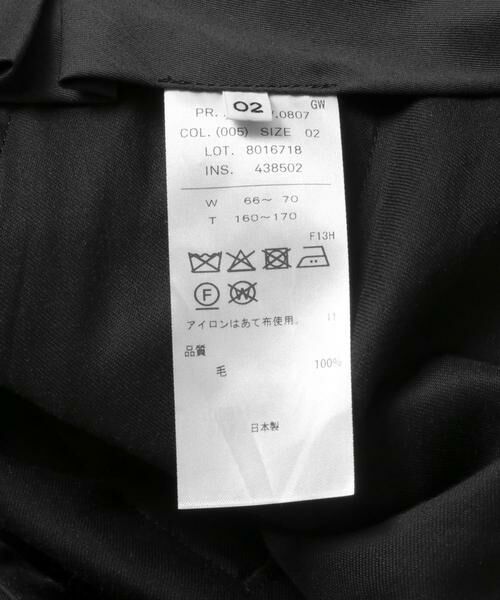 02
GW
PR. .0807
COL. (005) SIZE 02
LOT. 8016718
INS. 438502
W 66～ 70
T 160～170
F13H
F W
アイロンはあて布使用。 11
品質
毛 100%
日本製